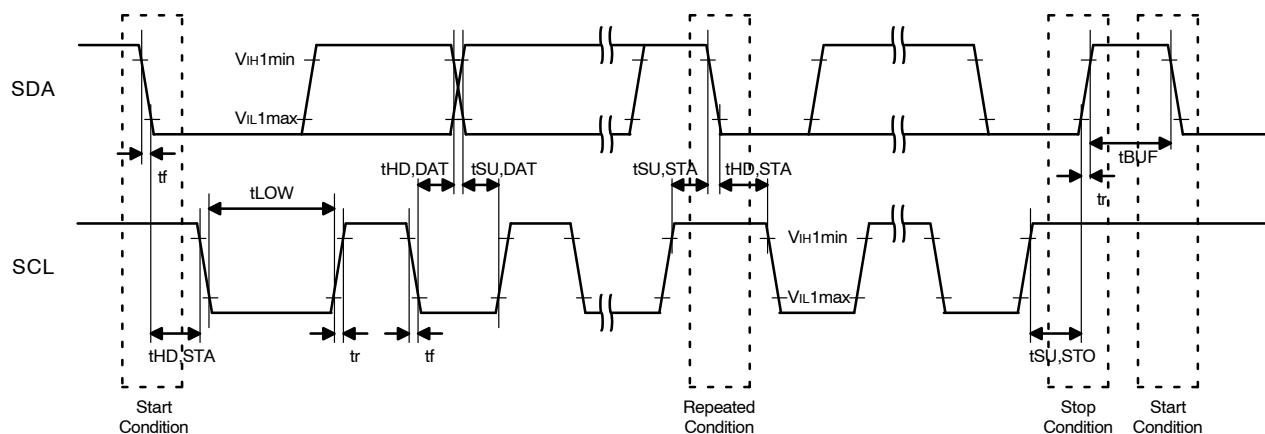 SDA
VIH1min
VIL1max
tf
tHD,DAT
tSU,DAT
tSU,STA
tHD,STA
tBUF
tr
tLOW
SCL
VIH1min
VIL1max
tHD,STA
tr
tf
tSU,STO
Start
Condition
Repeated
Condition
Stop
Condition
Start
Condition